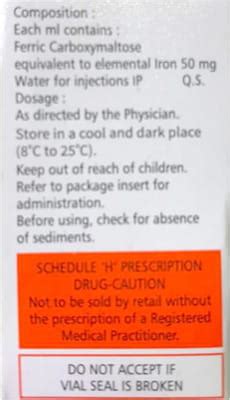 Composition :
Each ml contains :
Ferric Carboxymaltose
equivalent to elemental Iron 50 mg
Water for injections IP Q.S.
Dosage :
As directed by the Physician.
Store in a cool and dark place
(8°C to 25°C).
Keep out of reach of children.
Refer to package insert for
administration.
Before using, check for absence
of sediments.
SCHEDULE 'H' PRESCRIPTION
DRUG-CAUTION
Not to be sold by retail without
the prescription of a Registered
Medical Practitioner.
DO NOT ACCEPT IF
VIAL SEAL IS BROKEN